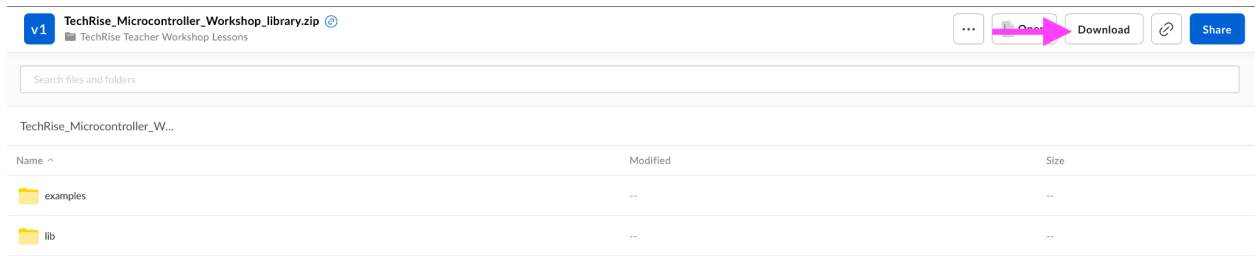 v1
TechRise_Microcontroller_Workshop_library.zip
TechRise Teacher Workshop Lessons
... Download Share
Search files and folders
TechRise_Microcontroller_W...
Name Modified Size
examples -- --
lib -- --